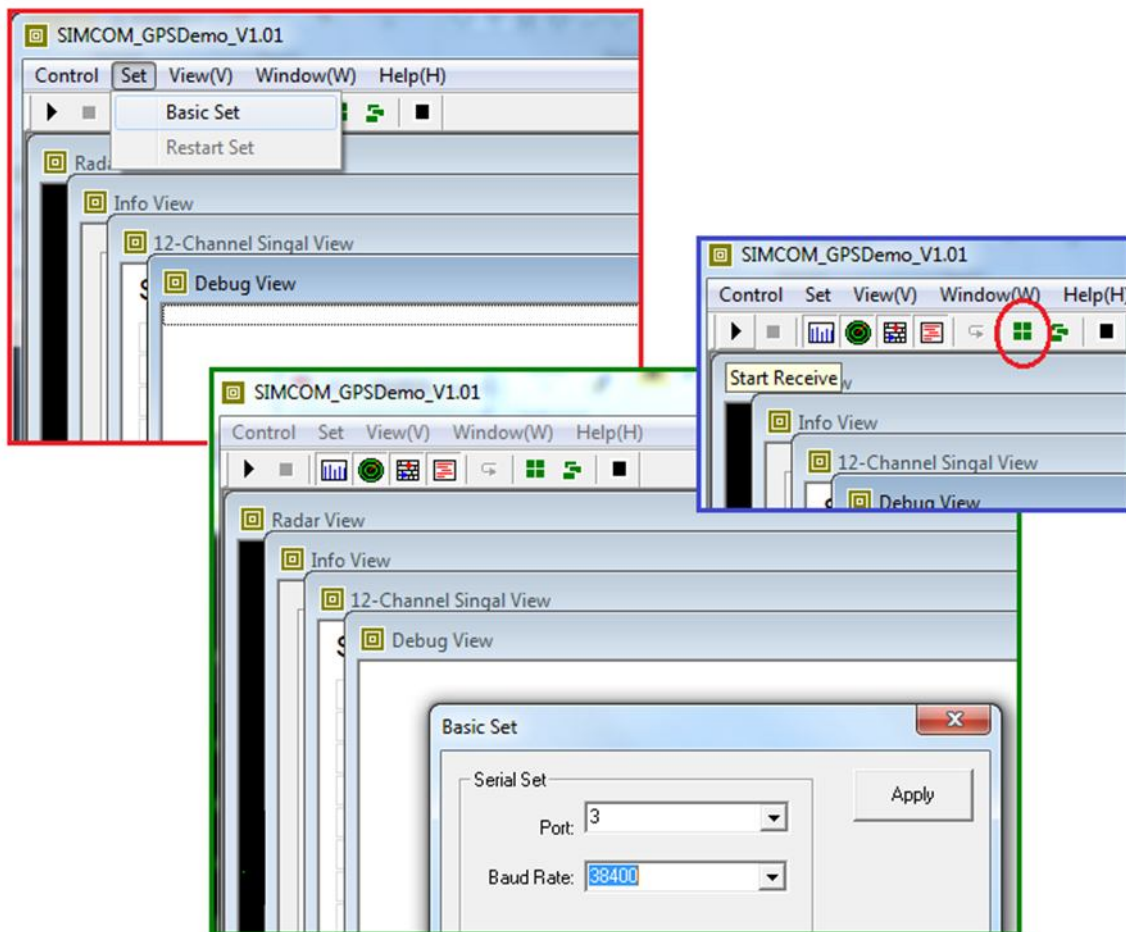 SIMCOM_GPSDemo_V1.01
Control Set View(V) Window(W) Help(H)
Basic Set
Restart Set
Info View
12-Channel Singal View
Debug View
SIMCOM_GPSDemo_V1.01
Control Set View(V) Window(W) Help(H)
Start Receive
Info View
12-Channel Singal View
Debug View
SIMCOM_GPSDemo_V1.01
Control Set View(V) Window(W) Help(H)
Radar View
Info View
12-Channel Singal View
Debug View
Basic Set
Serial Set
Apply
Port: 3
Baud Rate: 38400